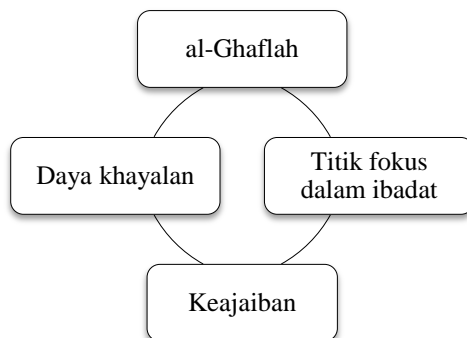 al-Ghaflah
Daya khayalan
Titik fokus
dalam ibadat
Keajaiban